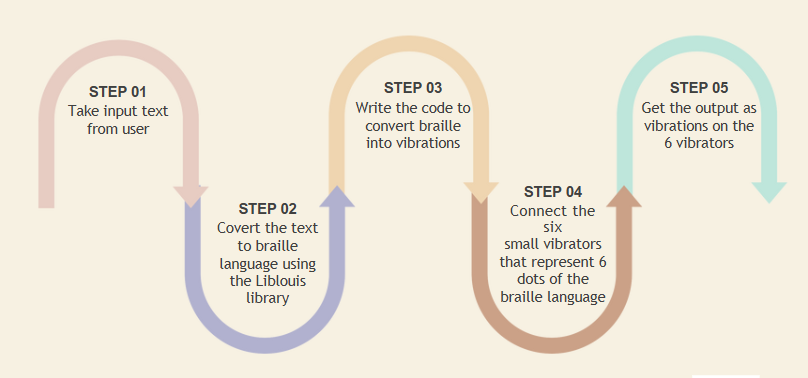 STEP 01
Take input text
from user
STEP 02
Covert the text
to braille
language using
the Liblouis
library
STEP 03
Write the code to
convert braille
into vibrations
STEP 04
Connect the
six
small vibrators
that represent 6
dots of the
braille language
STEP 05
Get the output as
vibrations on the
6 vibrators